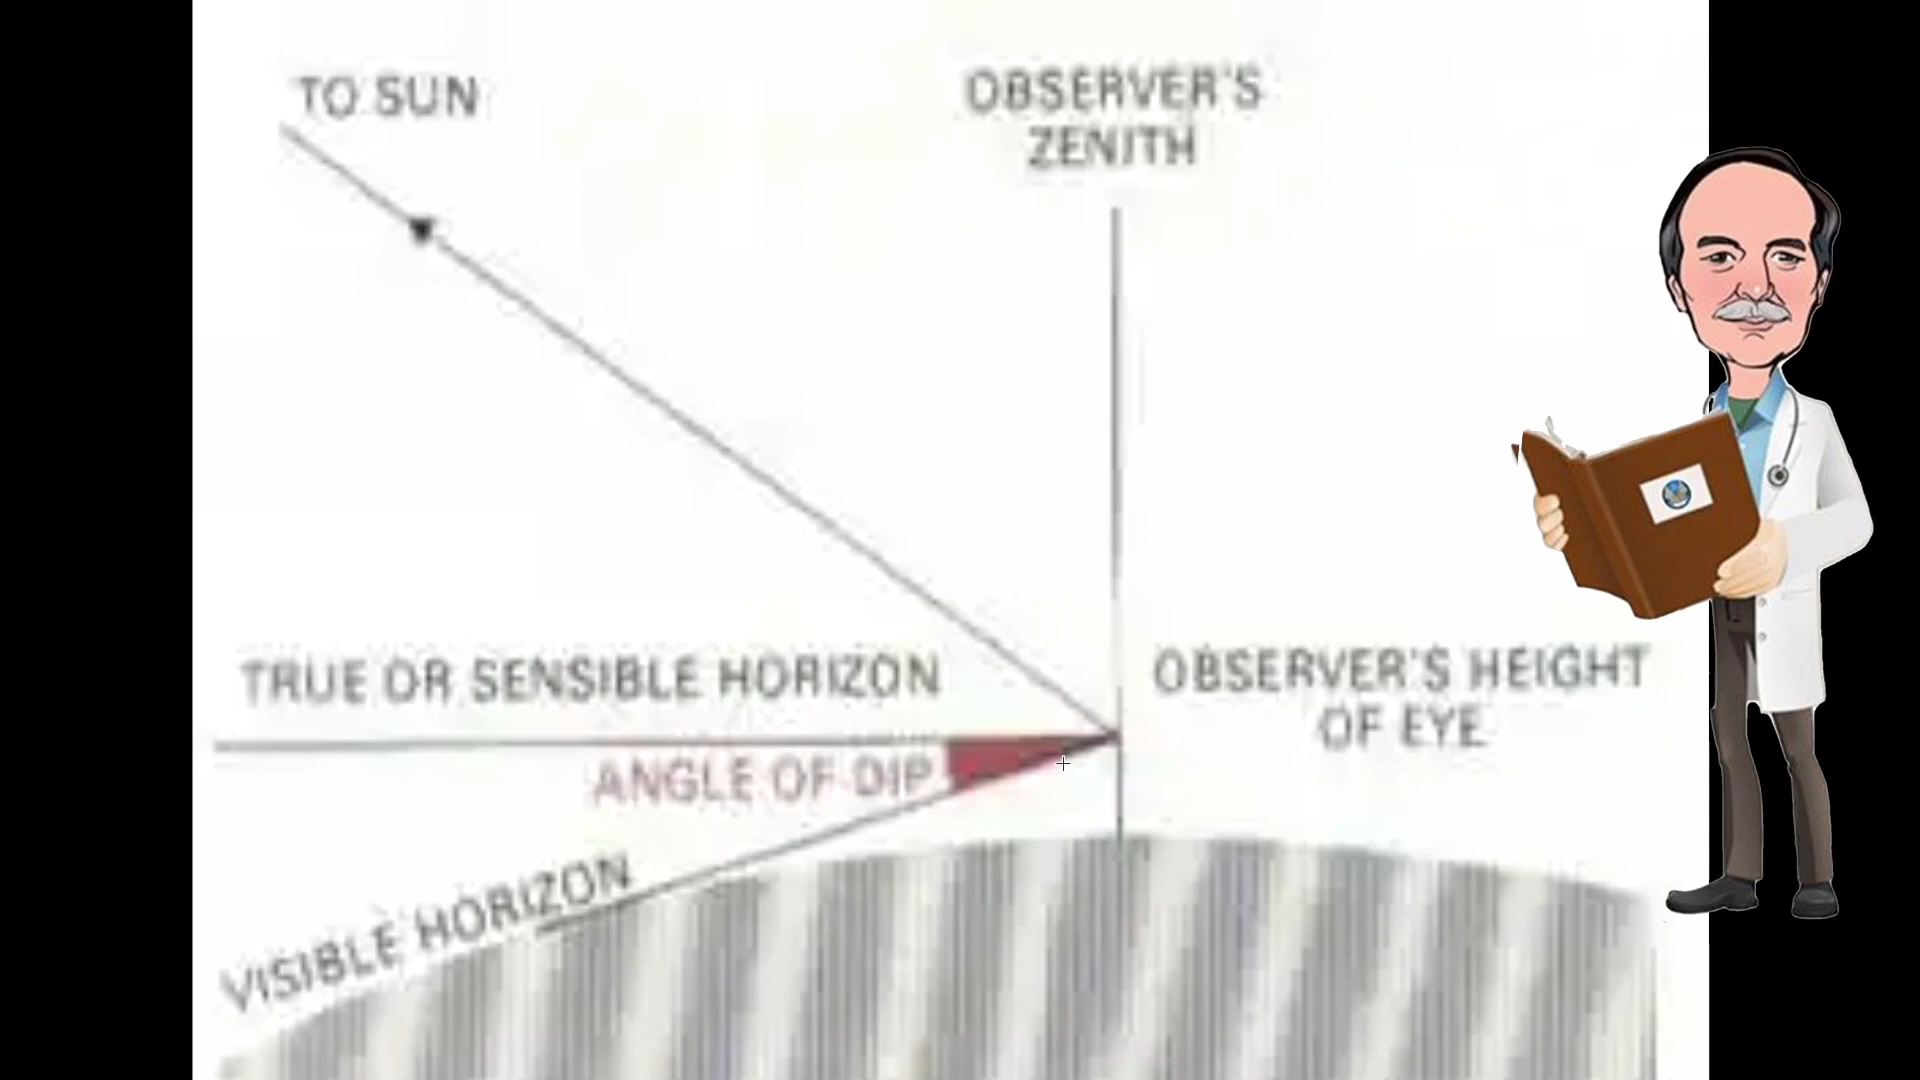 TO SUN
OBSERVER'S
ZENITH
TRUE OR SENSIBLE HORIZON
OBSERVER'S HEIGHT
OF EYE
ANGLE OF DIP
VISIBLE HORIZON